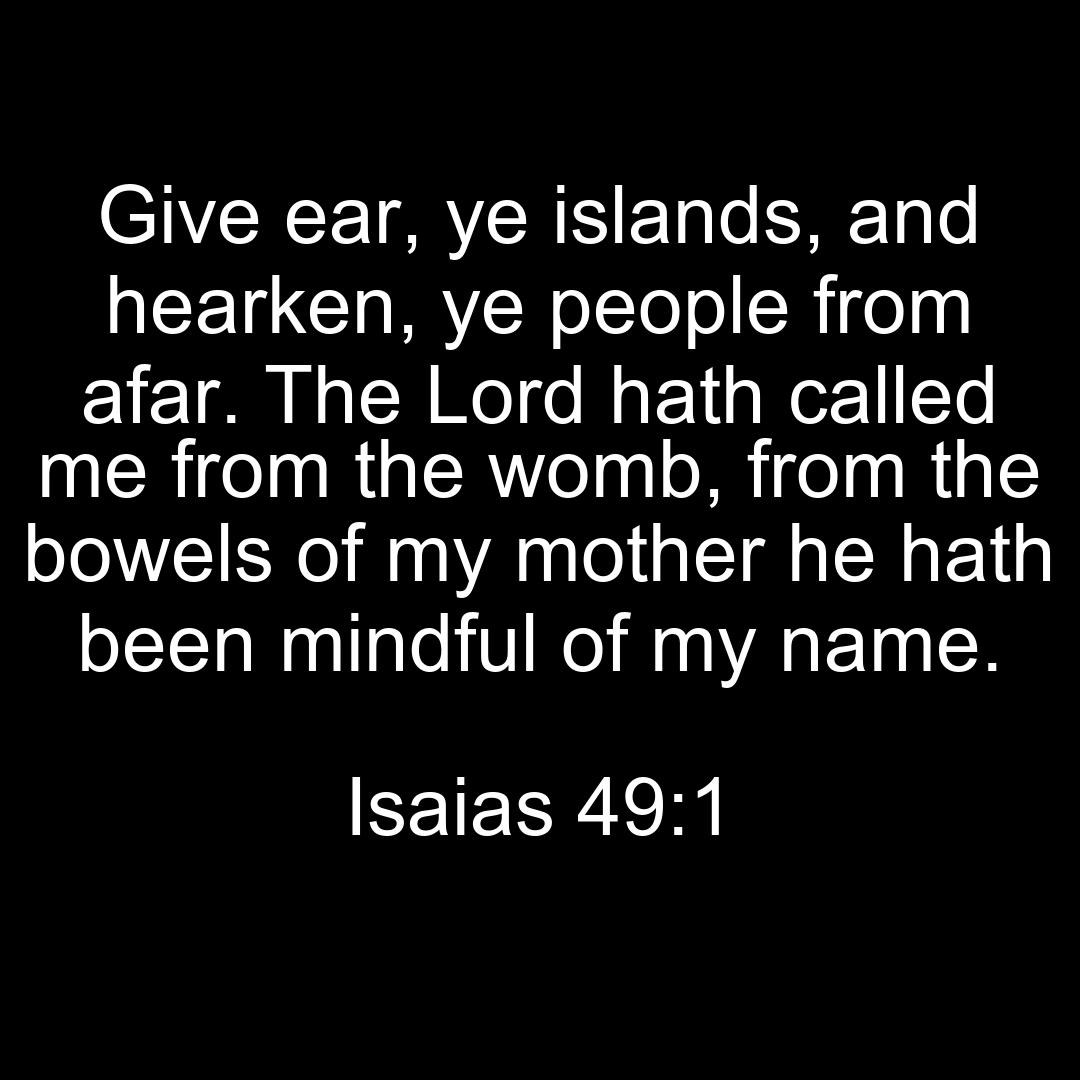 Give ear, ye islands, and
hearken, ye people from
afar. The Lord hath called
me from the womb, from the
bowels of my mother he hath
been mindful of my name.
Isaias 49:1